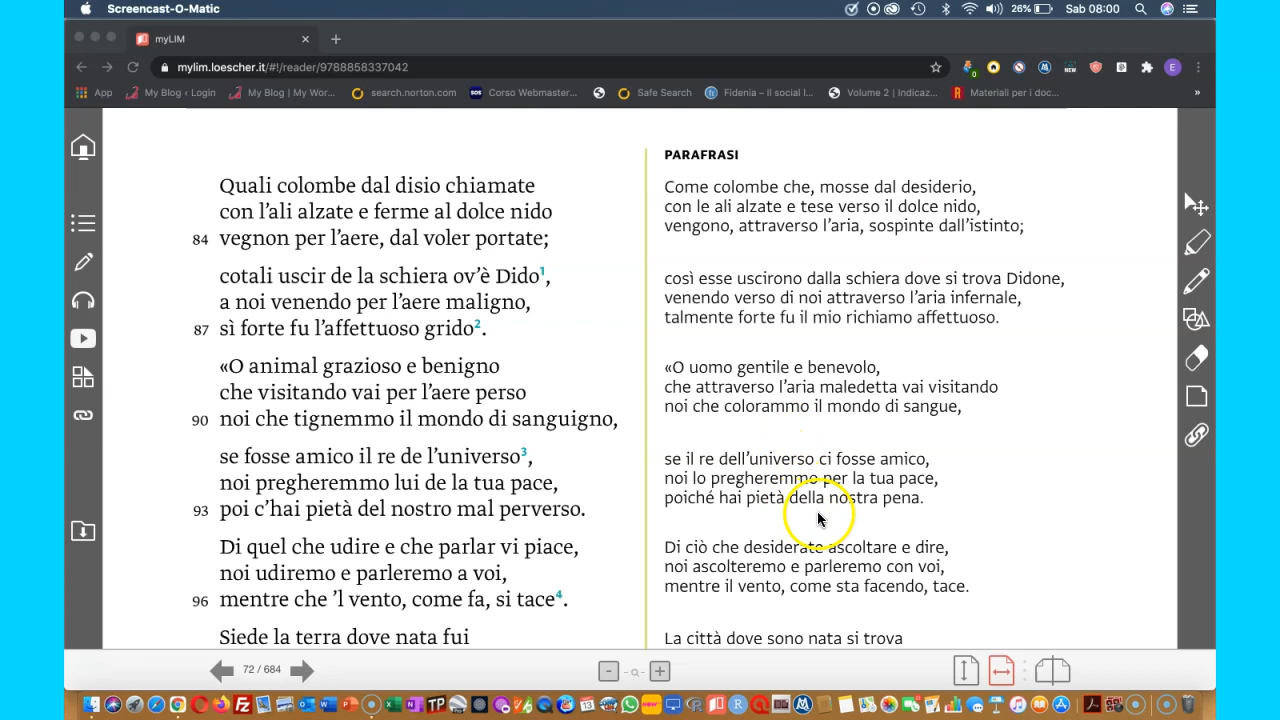 Screencast-O-Matic
26%
Sab 08:00
myLIM
mylim.loescher.it/#!/reader/9788858337042
App
My Blog ‹ Login
My Blog | My Wor...
search.norton.com
Corso Webmaster...
Safe Search
Fidenia – Il social l...
Volume 2 | Indicaz...
Materiali per i doc...
»
Quali colombe dal disio chiamate
con l'ali alzate e ferme al dolce nido
84 vegnon per l'aere, dal voler portate;
cotali uscir de la schiera ov'è Dido1,
a noi venendo per l'aere maligno,
87 sì forte fu l'affettuoso grido2.
«O animal grazioso e benigno
che visitando vai per l'aere perso
90 noi che tignemmo il mondo di sanguigno,
se fosse amico il re de l'universo3,
noi pregheremmo lui de la tua pace,
93 poi c'hai pietà del nostro mal perverso.
Di quel che udire e che parlar vi piace,
noi udiremo e parleremo a voi,
96 mentre che 'l vento, come fa, si tace4.
Siede la terra dove nata fui
PARAFRASI
Come colombe che, mosse dal desiderio,
con le ali alzate e tese verso il dolce nido,
vengono, attraverso l'aria, sospinte dall'istinto;
così esse uscirono dalla schiera dove si trova Didone,
venendo verso di noi attraverso l'aria infernale,
talmente forte fu il mio richiamo affettuoso.
«O uomo gentile e benevolo,
che attraverso l'aria maledetta vai visitando
noi che colorammo il mondo di sangue,
se il re dell'universo ci fosse amico,
noi lo pregheremmo per la tua pace,
poiché hai pietà della nostra pena.
Di ciò che desiderate ascoltare e dire,
noi ascolteremo e parleremo con voi,
mentre il vento, come sta facendo, tace.
La città dove sono nata si trova
72 / 684